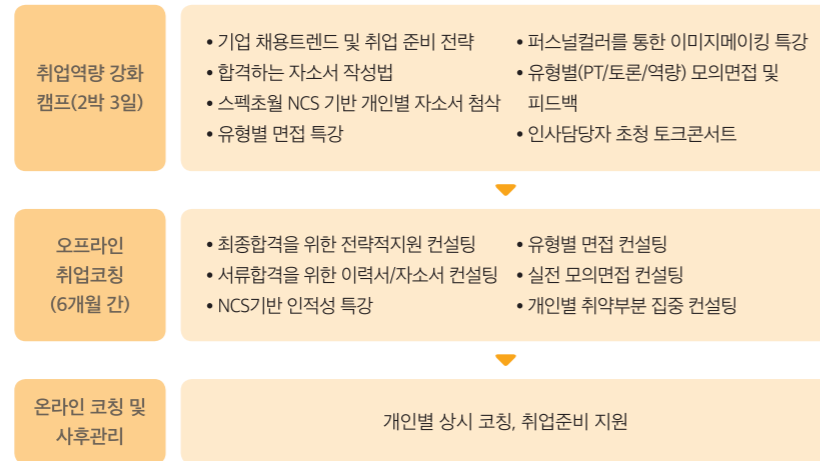 취업역량 강화
캠프(2박 3일)
• 기업 채용트렌드 및 취업 준비 전략
• 합격하는 자소서 작성법
• 스펙초월 NCS 기반 개인별 자소서 첨삭
• 유형별 면접 특강
• 퍼스널컬러를 통한 이미지메이킹 특강
• 유형별(PT/토론/역량) 모의면접 및
피드백
• 인사담당자 초청 토크콘서트
오프라인
취업코칭
(6개월 간)
• 최종합격을 위한 전략적지원 컨설팅
• 서류합격을 위한 이력서/자소서 컨설팅
• NCS기반 인적성 특강
• 유형별 면접 컨설팅
• 실전 모의면접 컨설팅
• 개인별 취약부분 집중 컨설팅
온라인 코칭 및
사후관리
개인별 상시 코칭, 취업준비 지원